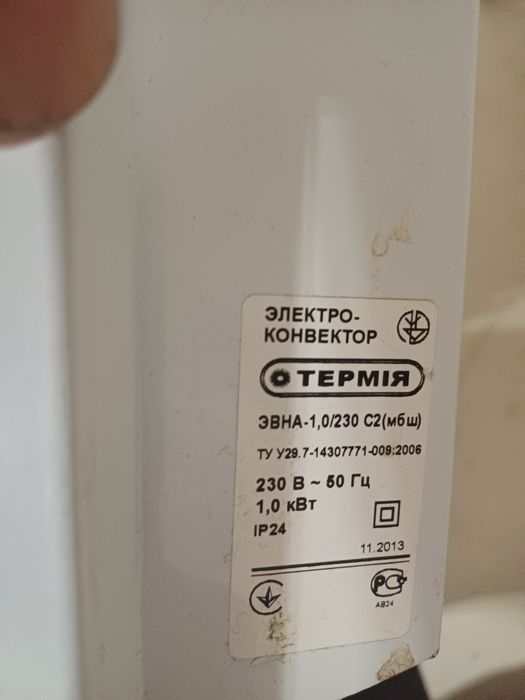 ЭЛЕКТРО-
КОНВЕКТОР
ТЕРМІЯ
ЭВНА-1,0/230 С2(мбш)
ТУ У29.7-14307771-009:2006
230 В ~ 50 Гц
1,0 кВт
IP24
11.2013
РС
АВ24